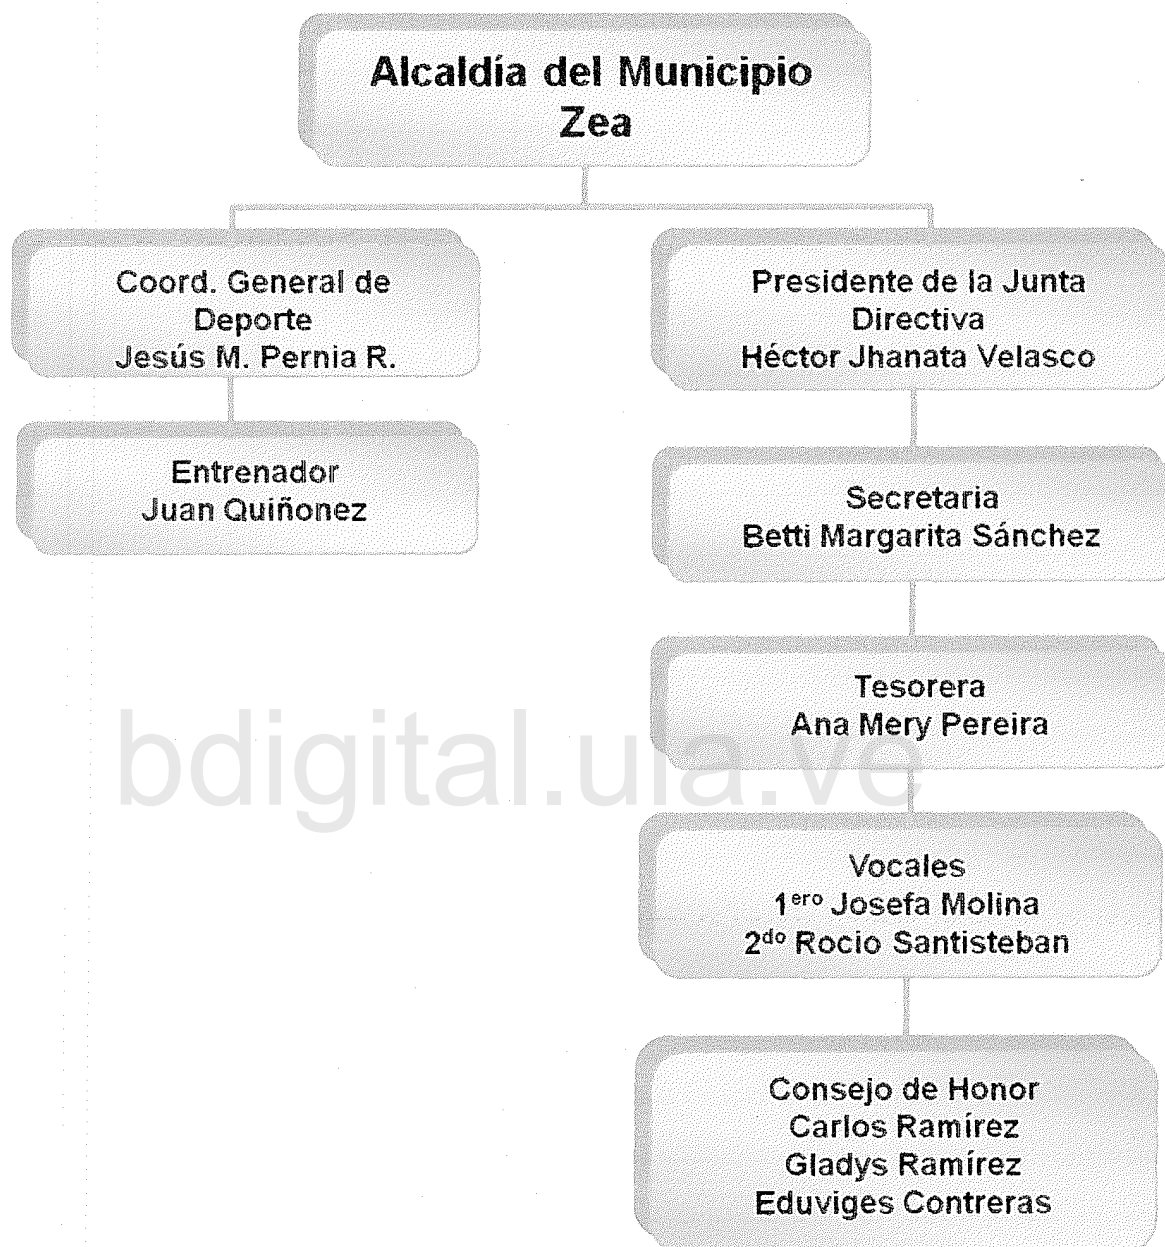 Alcaldía del Municipio
Zea
Coord. General de
Deporte
Jesús M. Pernia R.
Entrenador
Juan Quiñonez
Presidente de la Junta
Directiva
Héctor Jhanata Velasco
Secretaria
Betti Margarita Sánchez
Tesorera
Ana Mery Pereira
Vocales
1ero Josefa Molina
2do Rocio Santisteban
Consejo de Honor
Carlos Ramírez
Gladys Ramírez
Eduviges Contreras
bdigital.ula.ve